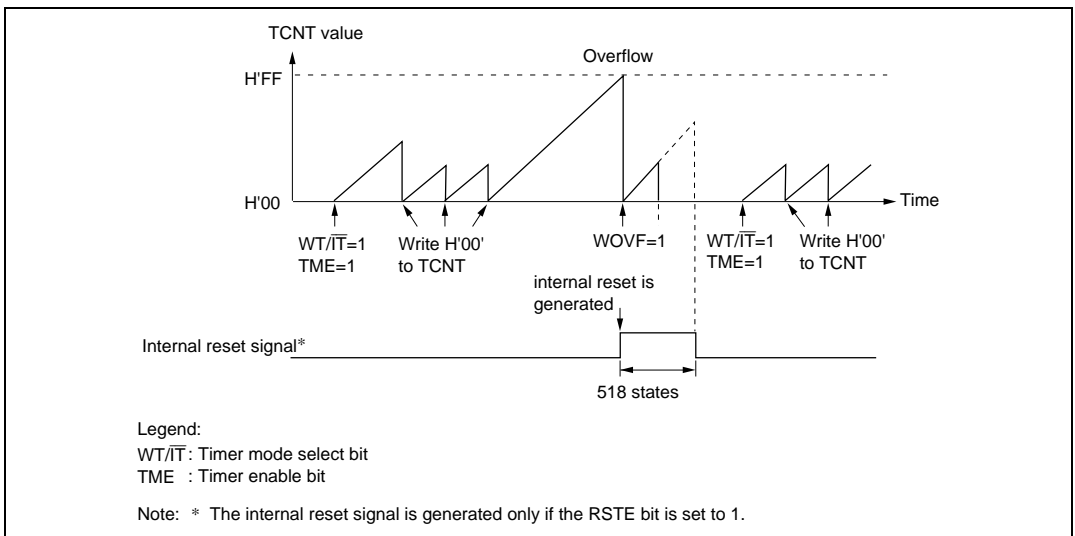 TCNT value
Overflow
H'FF
H'00
Time
WT/IT=1
TME=1
Write H'00'
to TCNT
WOVF=1
WT/IT=1
TME=1
Write H'00'
to TCNT
internal reset is
generated
Internal reset signal*
518 states
Legend:
WT/IT : Timer mode select bit
TME : Timer enable bit
Note: * The internal reset signal is generated only if the RSTE bit is set to 1.